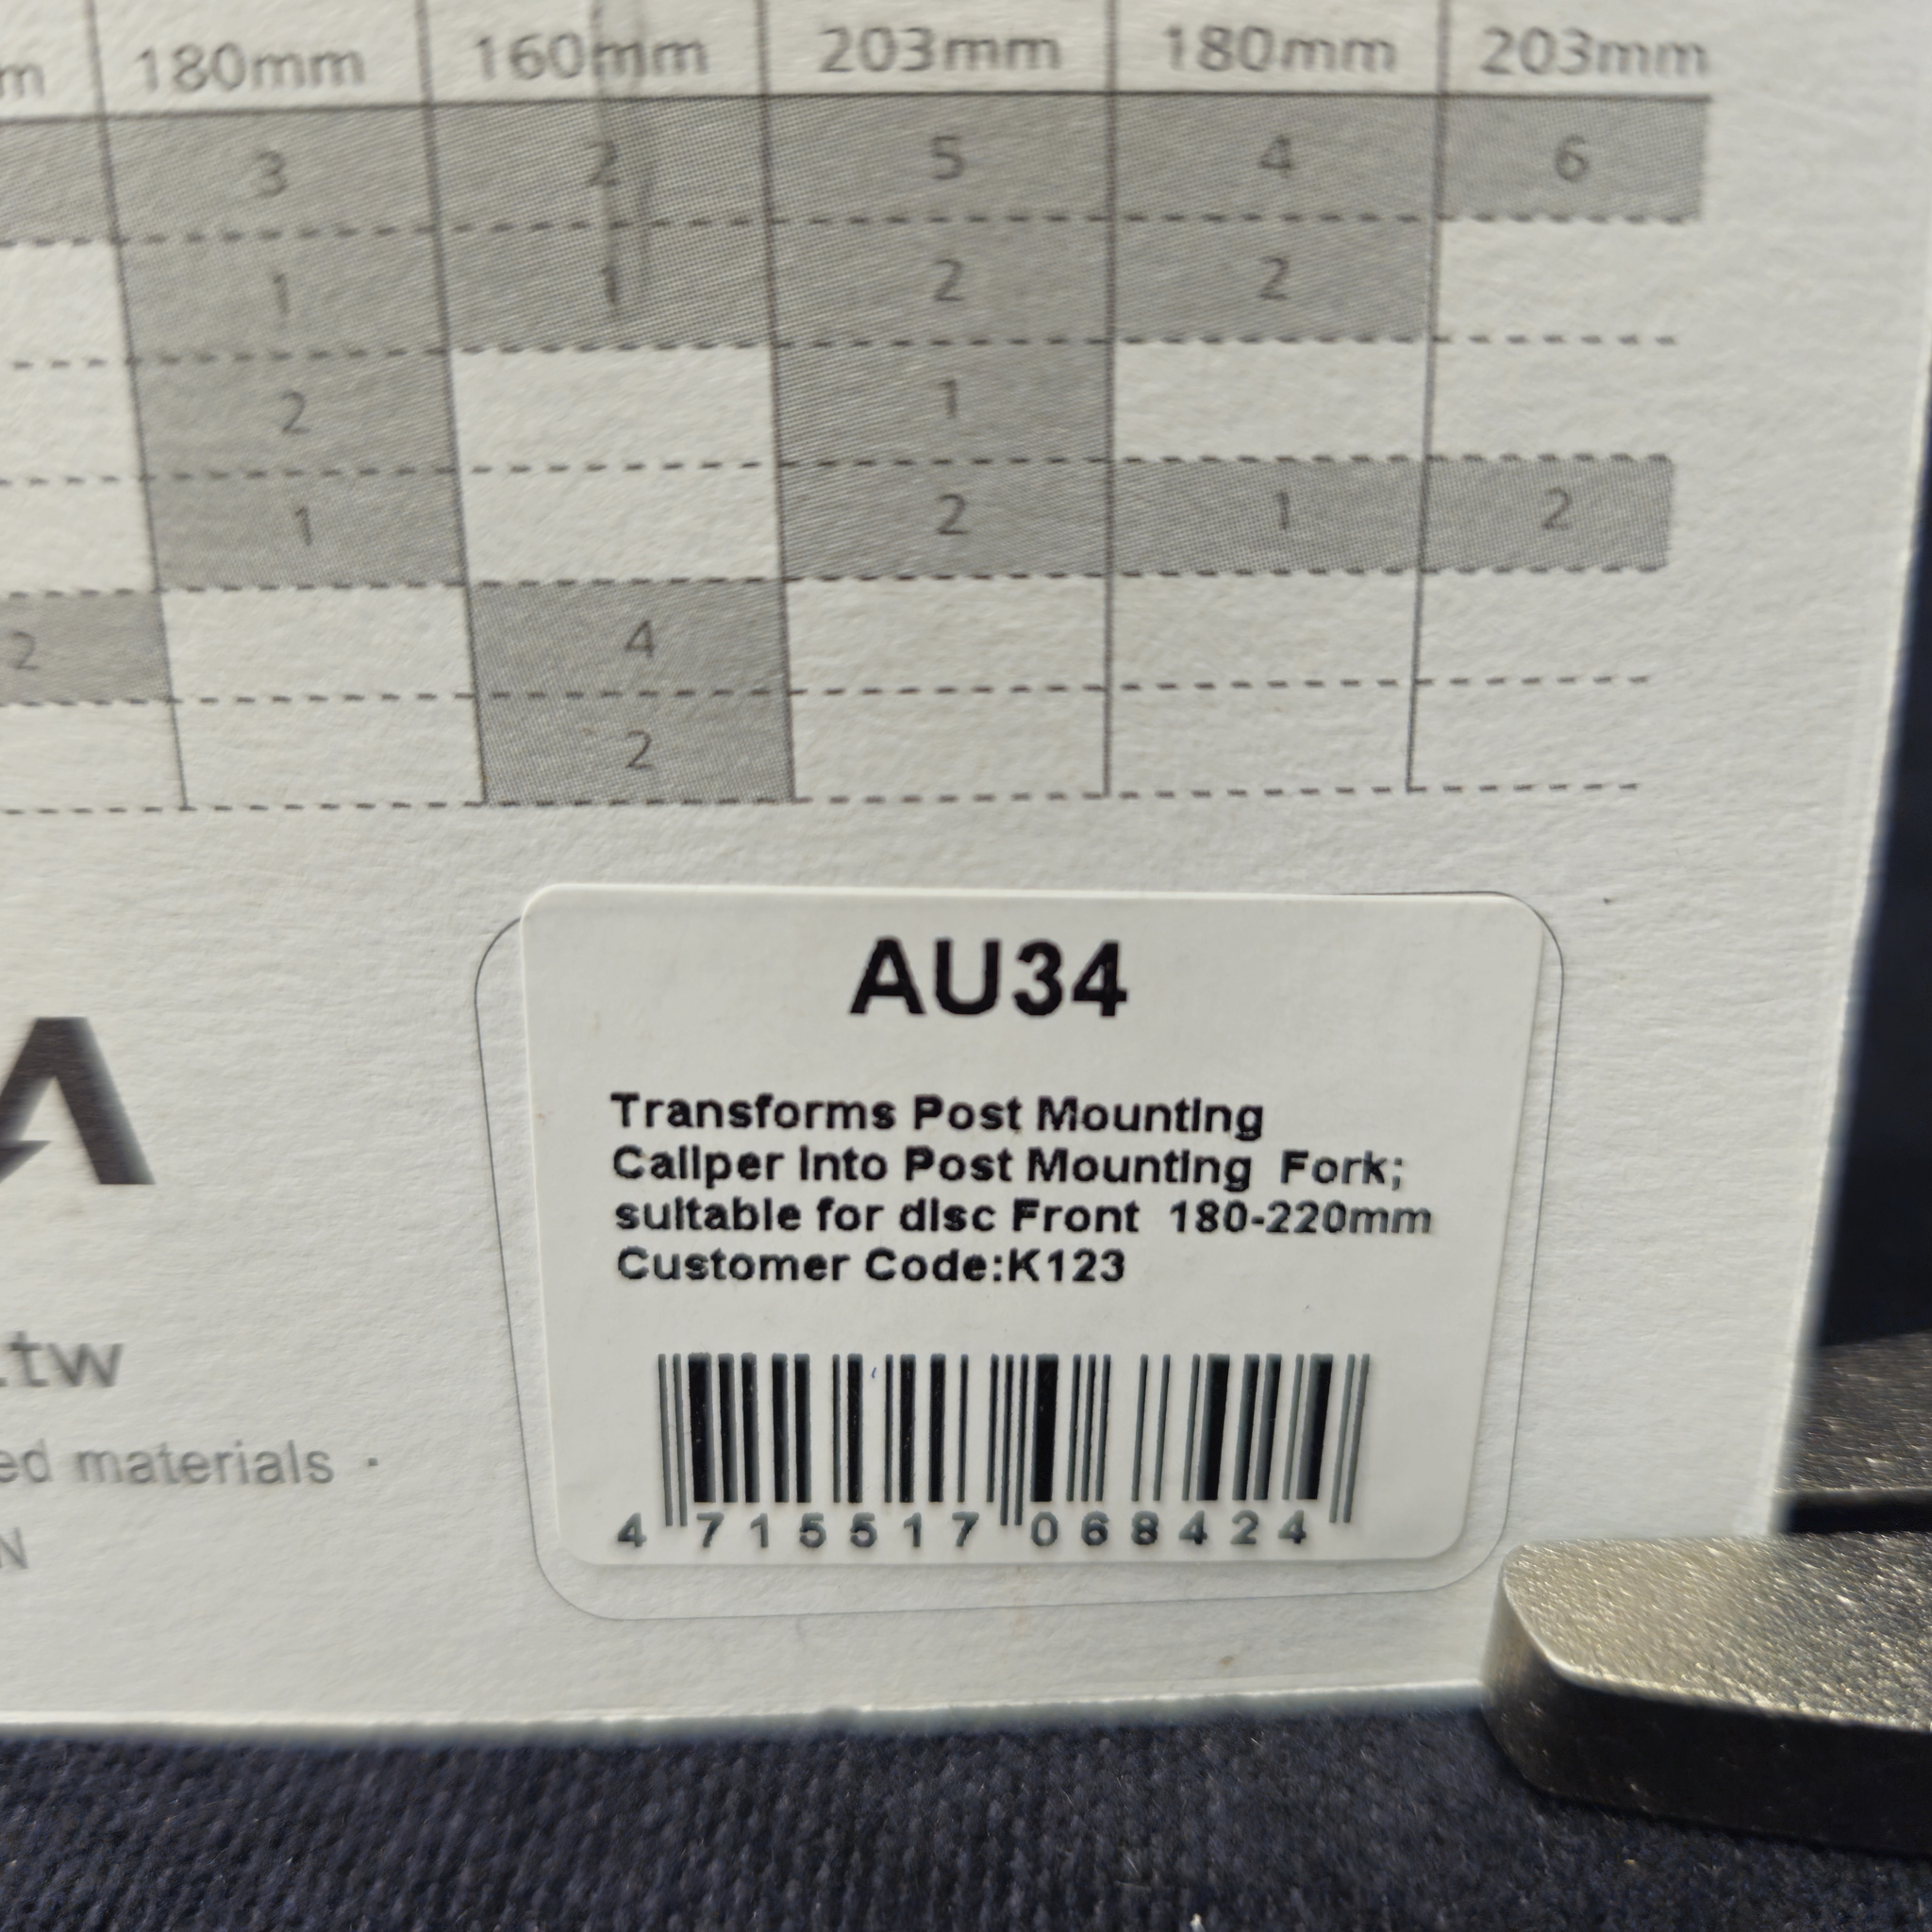 m 180mm 160mm 203mm 180mm 203mm
3 2 5 4 6
1 1 2 2
2 1
1 2 1 2
2 4
2
AU34
Transforms Post Mounting
Caliper into Post Mounting Fork;
suitable for disc Front 180-220mm
Customer Code:K123
.tw
ed materials ·
N
4 715517 068424